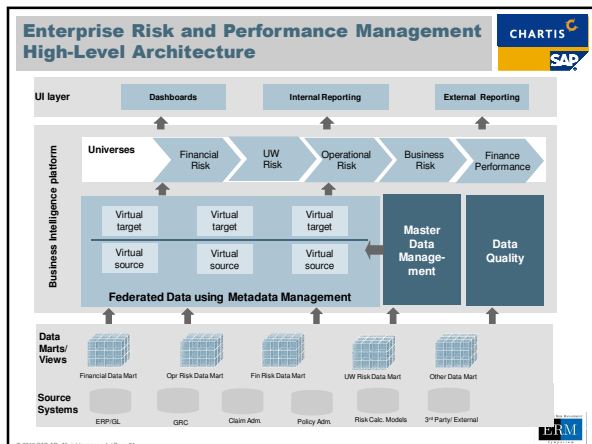 Enterprise Risk and Performance Management
High-Level Architecture
CHARTIS
SAP
UI layer
Dashboards
Internal Reporting
External Reporting
Business Intelligence platform
Universes
Financial
Risk
UW
Risk
Operational
Risk
Business
Risk
Finance
Performance
Virtual
target
Virtual
target
Virtual
target
Virtual
source
Virtual
source
Virtual
source
Federated Data using Metadata Management
Master
Data
Manage-
ment
Data
Quality
Data
Marts/
Views
Financial Data Mart
Opr Risk Data Mart
Fin Risk Data Mart
UW Risk Data Mart
Other Data Mart
Source
Systems
ERP/GL
GRC
Claim Adm.
Policy Adm.
Risk Calc. Models
3rd Party/ External
ERM